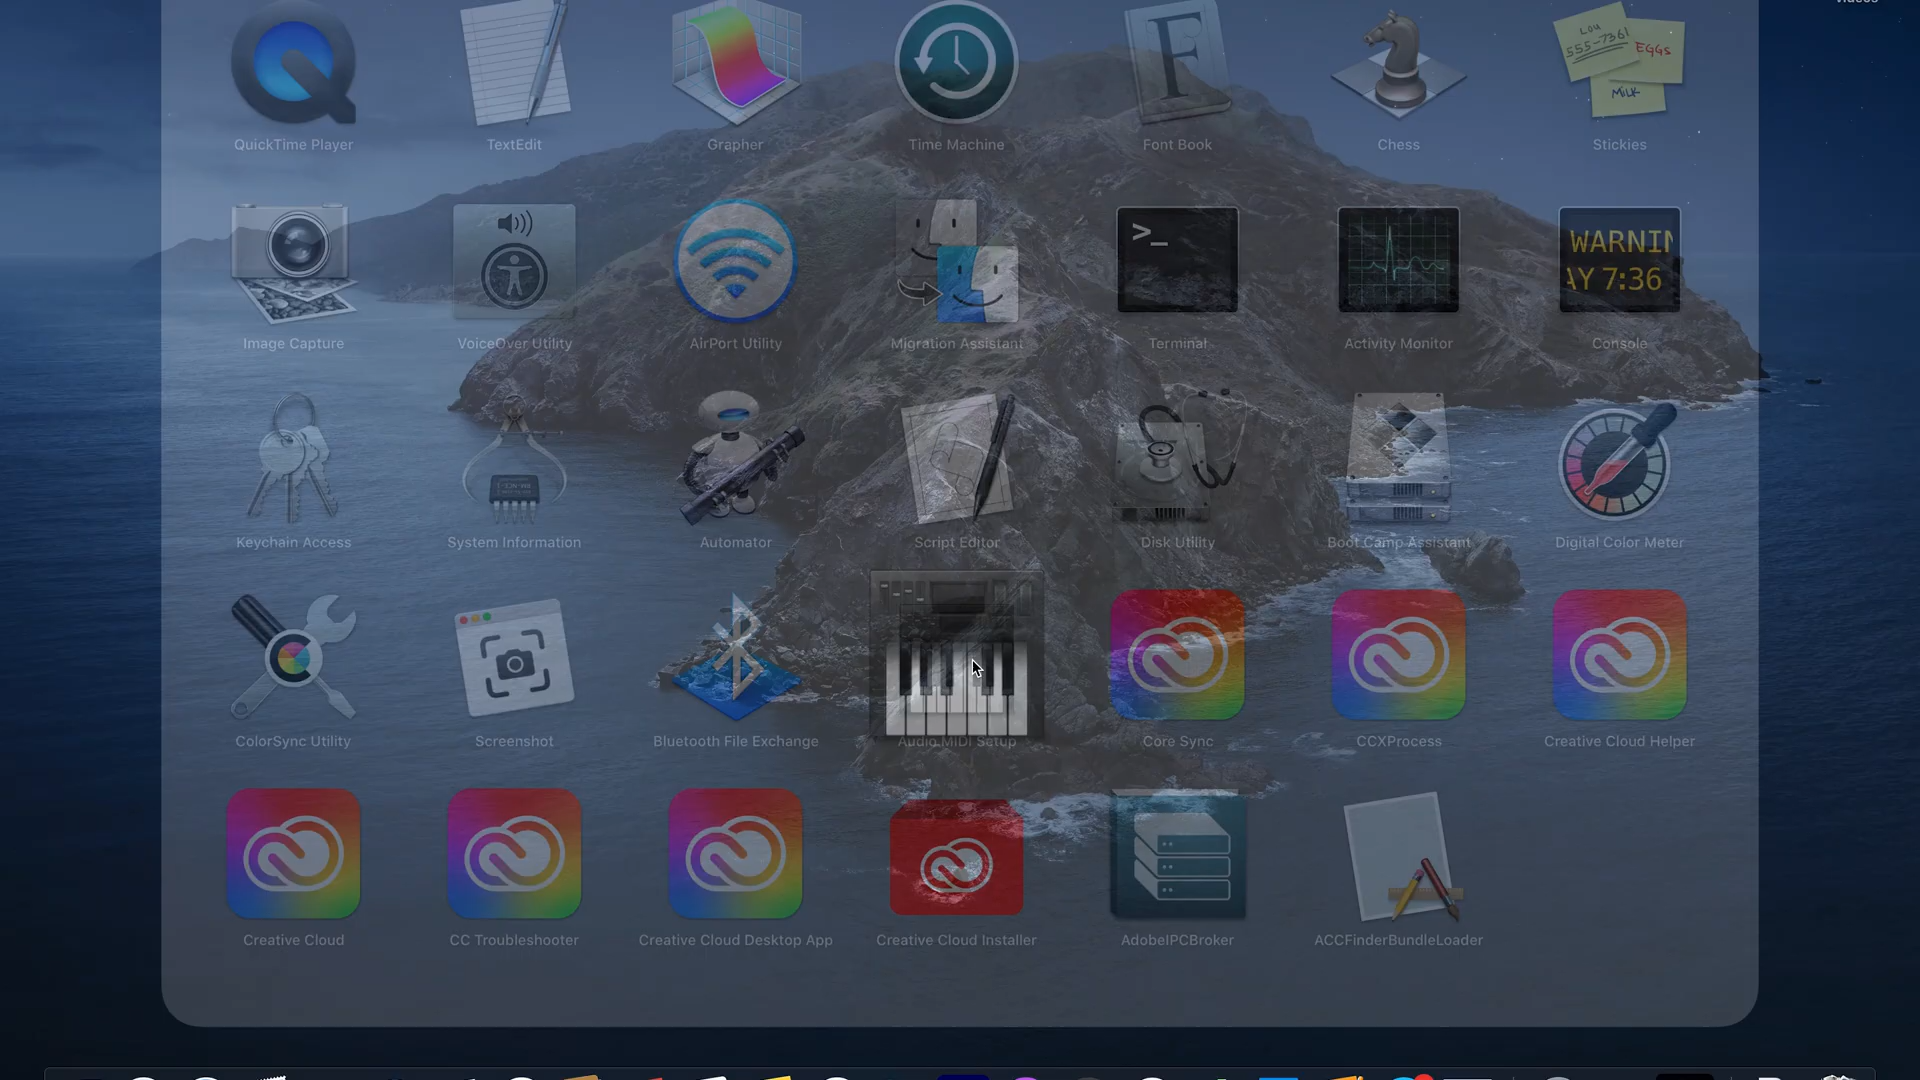 LOU
555-7361
EGGS
MILK
QuickTime Player
TextEdit
Grapher
Time Machine
Font Book
Chess
Stickies
>_
WARNIN
AY 7:36
Image Capture
VoiceOver Utility
AirPort Utility
Migration Assistant
Terminal
Activity Monitor
Console
Keychain Access
System Information
Automator
Script Editor
Disk Utility
Boot Camp Assistant
Digital Color Meter
ColorSync Utility
Screenshot
Bluetooth File Exchange
Audio MIDI Setup
Core Sync
CCXProcess
Creative Cloud Helper
Creative Cloud
CC Troubleshooter
Creative Cloud Desktop App
Creative Cloud Installer
AdobeIPCBroker
ACCFinderBundleLoader